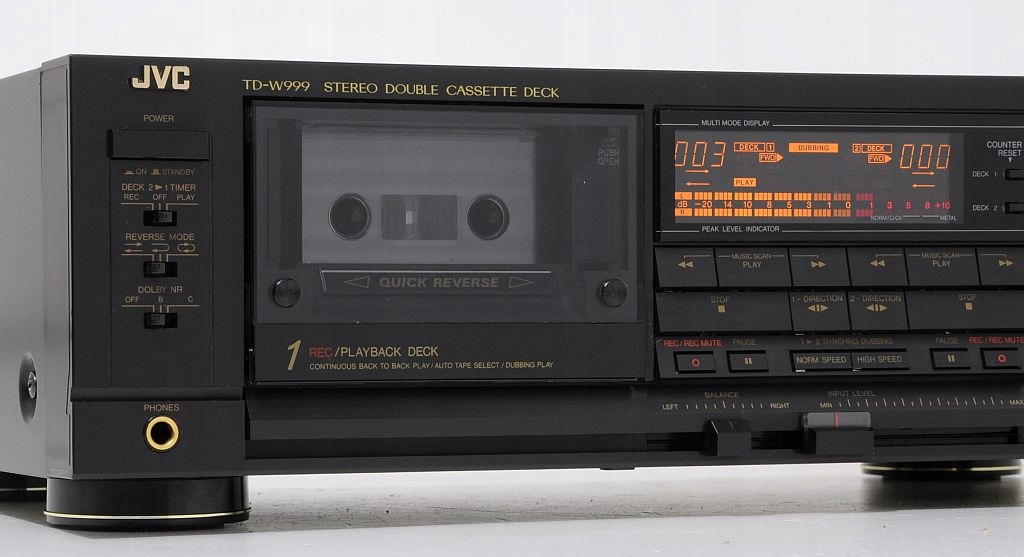 JVC
TD-W999 STEREO DOUBLE CASSETTE DECK
POWER
ON STANDBY
DECK 2 1 TIMER
REC OFF PLAY
REVERSE MODE
DOLBY NR
OFF B C
PHONES
PUSH
OPEN
QUICK REVERSE
1 REC/PLAYBACK DECK
CONTINUOUS BACK TO BACK PLAY/AUTO TAPE SELECT/DUBBING PLAY
MULTI MODE DISPLAY
003 DECK 1 DUBBING 2 DECK 000
FWD FWD
PLAY
L
dB -20 14 10 8 5 3 1 0 1 3 5 8 +10
R
NORM/CrO2 METAL
PEAK LEVEL INDICATOR
COUNTER
RESET
DECK 1
DECK 2
MUSIC SCAN MUSIC SCAN
PLAY PLAY
STOP 1-DIRECTION 2-DIRECTION STOP
REC/REC MUTE PAUSE 1 2 SYNCHRO DUBBING PAUSE REC/REC MUTE
NORM SPEED HIGH SPEED
BALANCE INPUT LEVEL
LEFT RIGHT MIN MAX